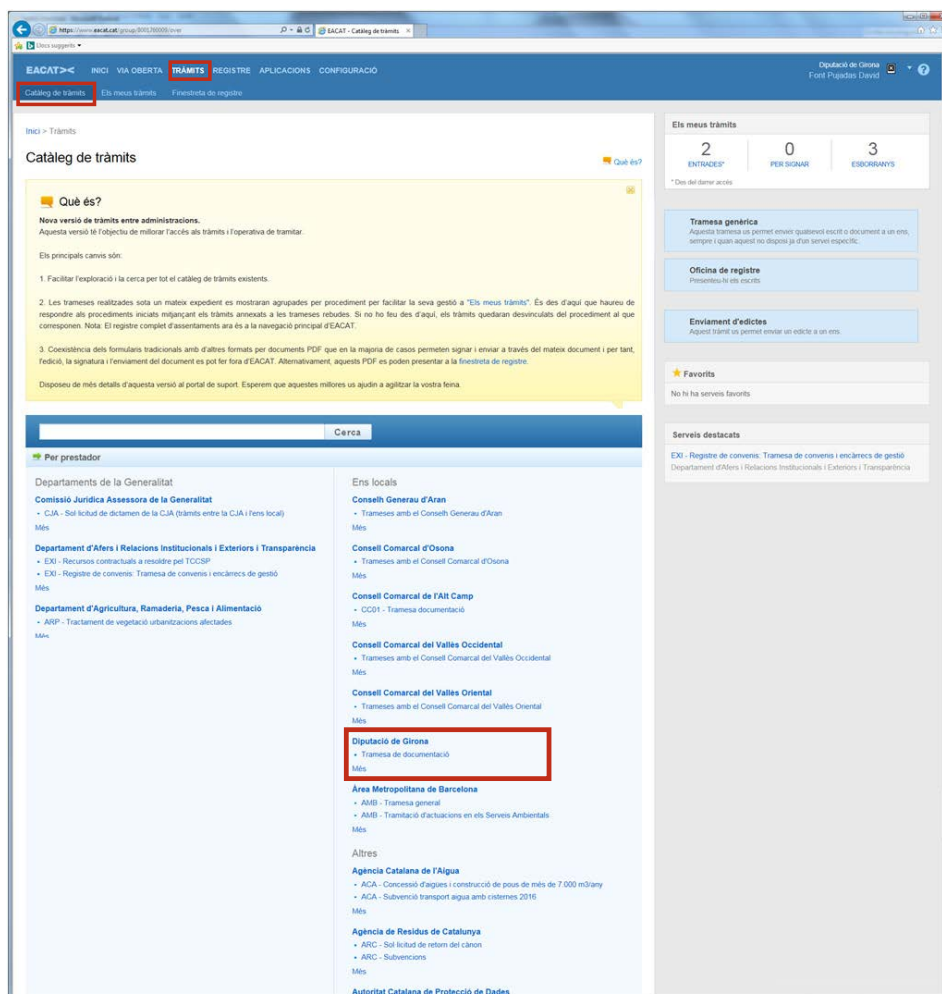 EACAT - Catàleg de tràmits
Llocs suggerits
EACAT>< INICI VIA OBERTA TRÀMITS REGISTRE APLICACIONS CONFIGURACIÓ
Diputació de Girona
Font Pujadas David
Catàleg de tràmits Els meus tràmits Finestreta de registre
Inici > Tràmits
Catàleg de tràmits
Què és?
Què és?
Nova versió de tràmits entre administracions.
Aquesta versió té l'objectiu de millorar l'accés als tràmits i l'operativa de tramitar.
Els principals canvis són:
1. Facilitar l'exploració i la cerca per tot el catàleg de tràmits existents.
2. Les trameses realitzades sota un mateix expedient es mostraran agrupades per procediment per facilitar la seva gestió a "Els meus tràmits". És des d'aquí que haureu de
respondre als procediments iniciats mitjançant els tràmits annexats a les trameses rebudes. Si no ho feu des d'aquí, els tràmits quedaran desvinculats del procediment al que
corresponen. Nota: El registre complet d'assentaments ara és a la navegació principal d'EACAT.
3. Coexistència dels formularis tradicionals amb d'altres formats per documents PDF que en la majoria de casos permeten signar i enviar a través del mateix document i per tant,
l'edició, la signatura i l'enviament del document es pot fer fora d'EACAT. Alternativament, aquests PDF es poden presentar a la finestreta de registre.
Disposeu de més detalls d'aquesta versió al portal de suport. Esperem que aquestes millores us ajudin a agilitzar la vostra feina.
Cerca
Per prestador
Departaments de la Generalitat
Comissió Jurídica Assessora de la Generalitat
CJA - Sol·licitud de dictamen de la CJA (tràmits entre la CJA i l'ens local)
Més
Departament d'Afers i Relacions Institucionals i Exteriors i Transparència
EXI - Recursos contractuals a resoldre pel TCCSP
EXI - Registre de convenis: Tramesa de convenis i encàrrecs de gestió
Més
Departament d'Agricultura, Ramaderia, Pesca i Alimentació
ARP - Tractament de vegetació urbanitzacions afectades
Més
Ens locals
Conselh Generau d'Aran
Trameses amb el Conselh Generau d'Aran
Més
Consell Comarcal d'Osona
Trameses amb el Consell Comarcal d'Osona
Més
Consell Comarcal de l'Alt Camp
CC01 - Tramesa documentació
Més
Consell Comarcal del Vallès Occidental
Trameses amb el Consell Comarcal del Vallès Occidental
Més
Consell Comarcal del Vallès Oriental
Trameses amb el Consell Comarcal del Vallès Oriental
Més
Diputació de Girona
Tramesa de documentació
Més
Àrea Metropolitana de Barcelona
AMB - Tramesa general
AMB - Tramitació d'actuacions en els Serveis Ambientals
Més
Altres
Agència Catalana de l'Aigua
ACA - Concessió d'aigües i construcció de pous de més de 7.000 m3/any
ACA - Subvenció transport aigua amb cisternes 2016
Més
Agència de Residus de Catalunya
ARC - Sol·licitud de retorn del cànon
ARC - Subvencions
Més
Autoritat Catalana de Protecció de Dades
Els meus tràmits
2 0 3
ENTRADES* PER SIGNAR ESBORRANYS
* Des del darrer accés
Tramesa genèrica
Aquesta tramesa us permet enviar qualsevol escrit o document a un ens,
sempre i quan aquest no disposi ja d'un servei específic.
Oficina de registre
Presenteu-hi els escrits
Enviament d'edictes
Aquest tràmit us permet enviar un edicte a un ens.
Favorits
No hi ha serveis favorits
Serveis destacats
EXI - Registre de convenis: Tramesa de convenis i encàrrecs de gestió
Departament d'Afers i Relacions Institucionals i Exteriors i Transparència